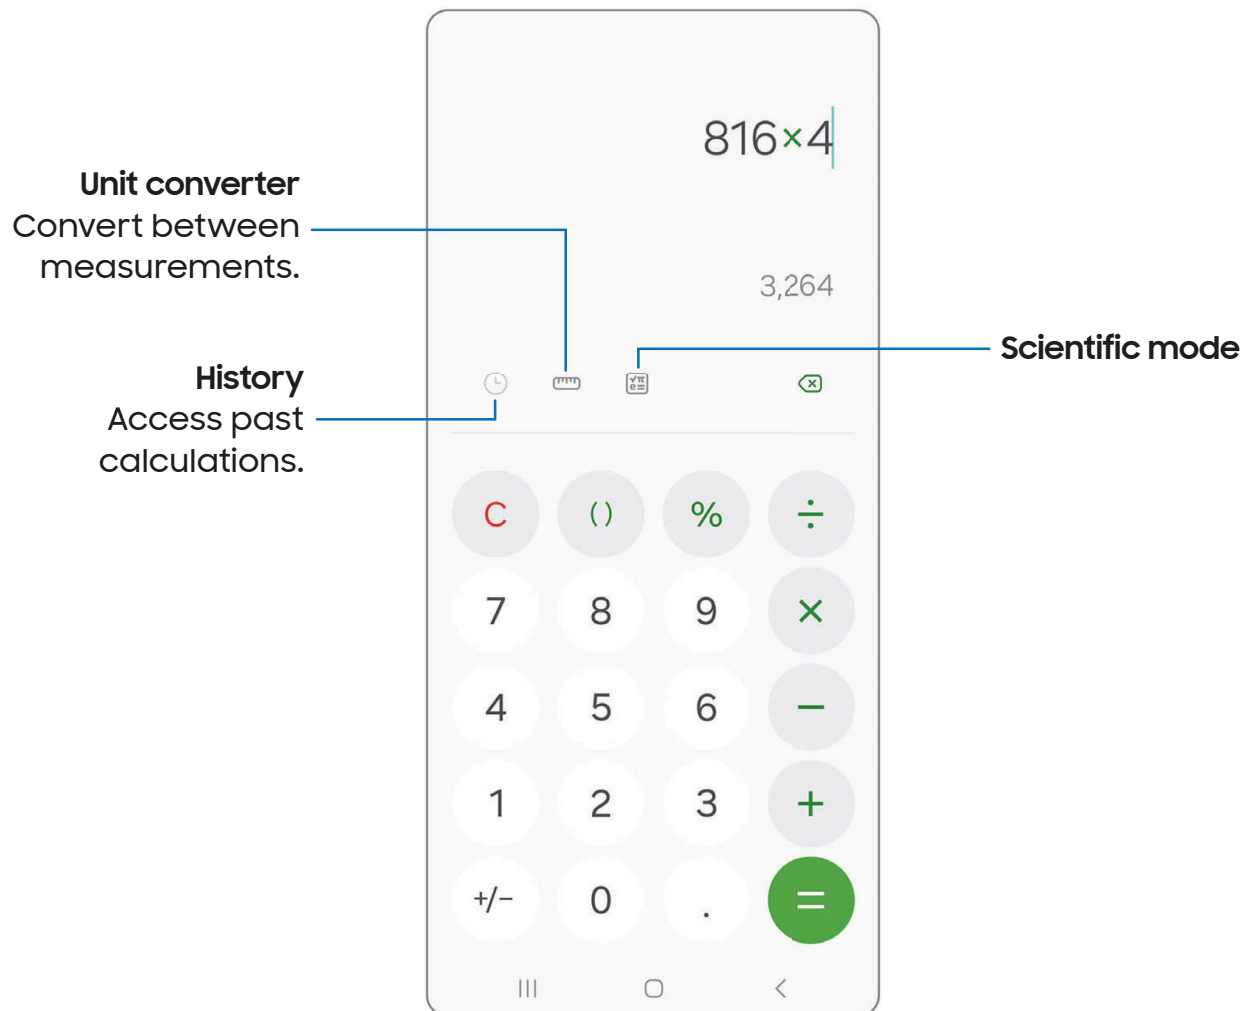 816×4
Unit converter
Convert between
measurements.
3,264
Scientific mode
History
Access past
calculations.
√π
e=
C () % ÷
7 8 9 ×
4 5 6 −
1 2 3 +
+/− 0 . =